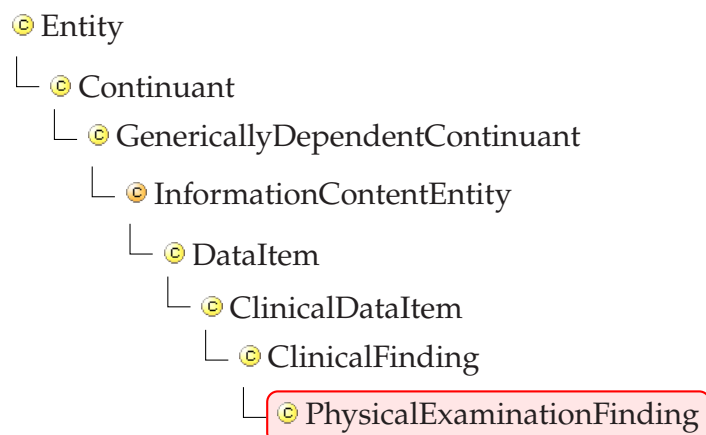 Entity
Continuant
GenericallyDependentContinuant
InformationContentEntity
DataItem
ClinicalDataItem
ClinicalFinding
PhysicalExaminationFinding